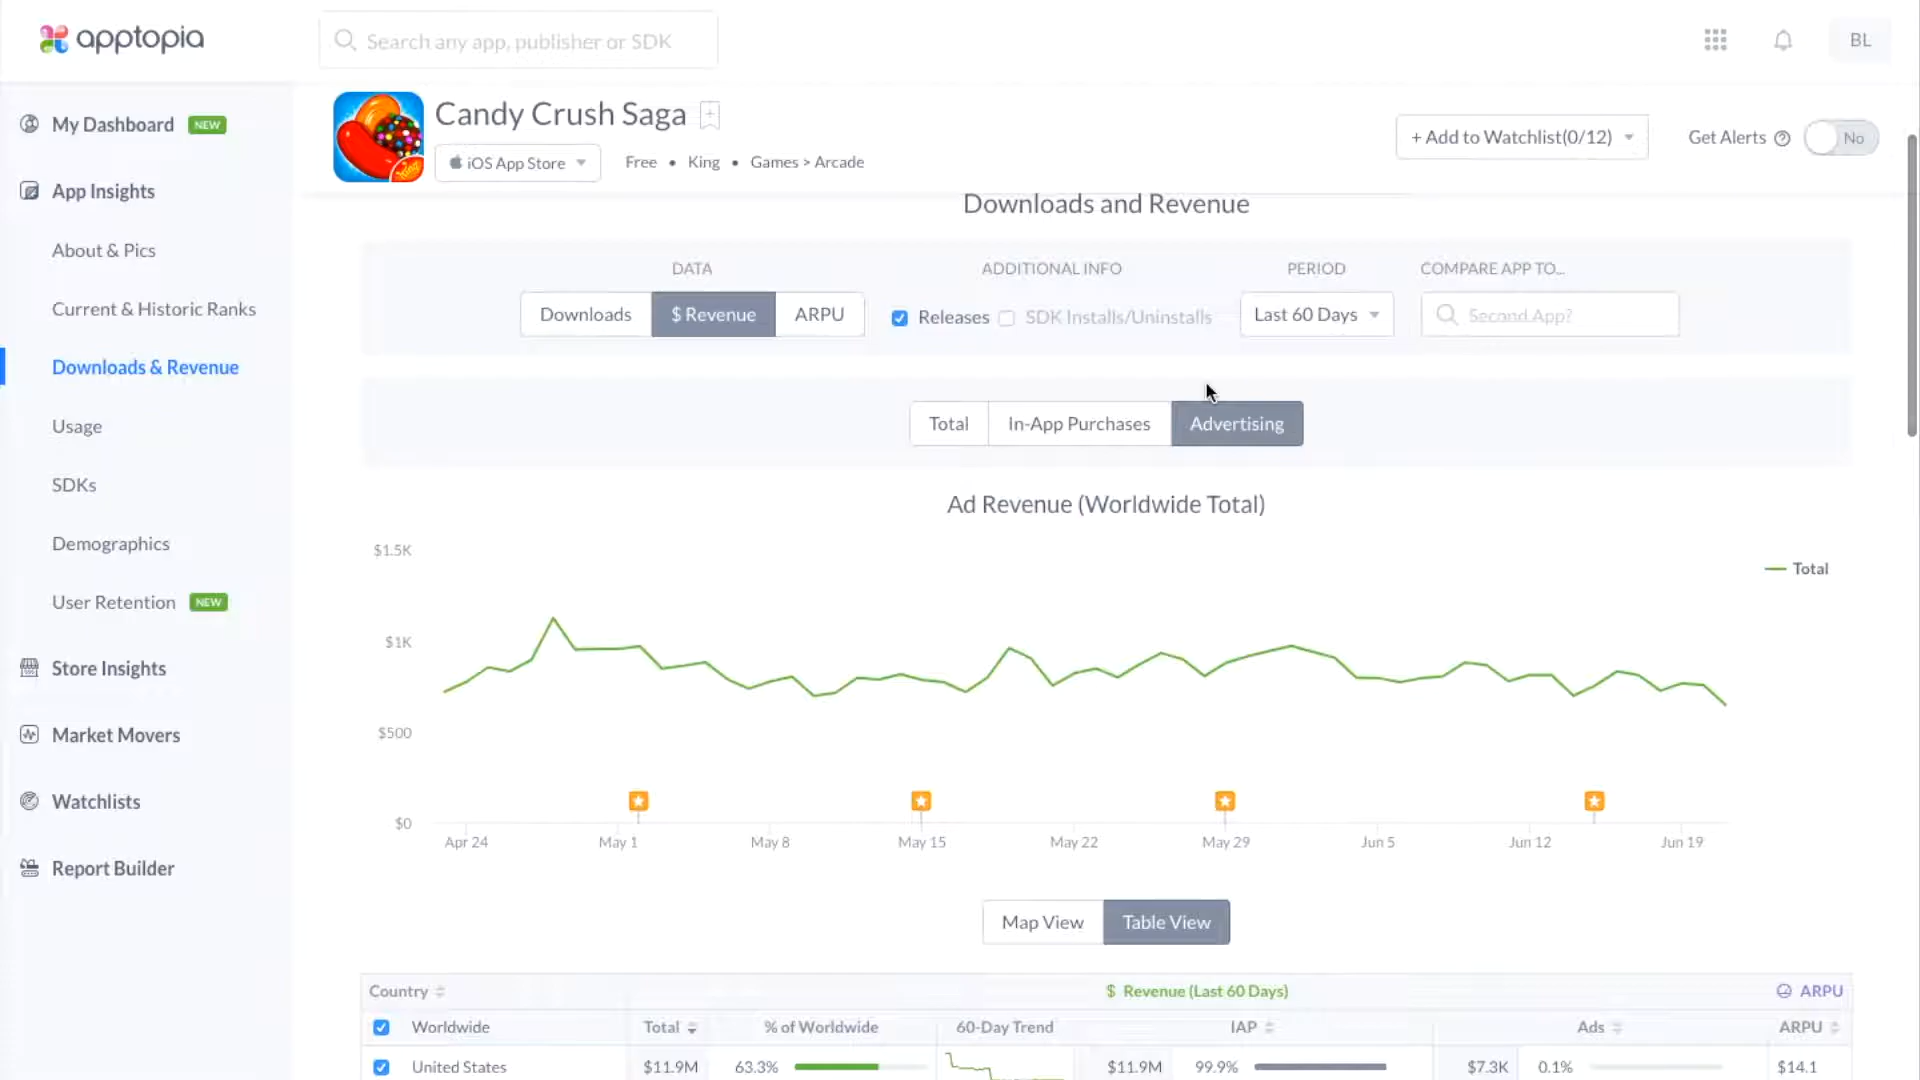 apptopia
Search any app, publisher or SDK
BL
My Dashboard NEW
App Insights
About & Pics
Current & Historic Ranks
Downloads & Revenue
Usage
SDKs
Demographics
User Retention NEW
Store Insights
Market Movers
Watchlists
Report Builder
Candy Crush Saga
iOS App Store
Free • King • Games > Arcade
+ Add to Watchlist(0/12)
Get Alerts ? No
Downloads and Revenue
DATA
ADDITIONAL INFO
PERIOD
COMPARE APP TO...
Downloads $ Revenue ARPU
Releases SDK Installs/Uninstalls
Last 60 Days
Second App?
Total In-App Purchases Advertising
Ad Revenue (Worldwide Total)
$1.5K
$1K
$500
$0
Total
Apr 24 May 1 May 8 May 15 May 22 May 29 Jun 5 Jun 12 Jun 19
Map View Table View
Country $ Revenue (Last 60 Days) ARPU
Worldwide Total % of Worldwide 60-Day Trend IAP Ads ARPU
United States $11.9M 63.3% $11.9M 99.9% $7.3K 0.1% $14.1